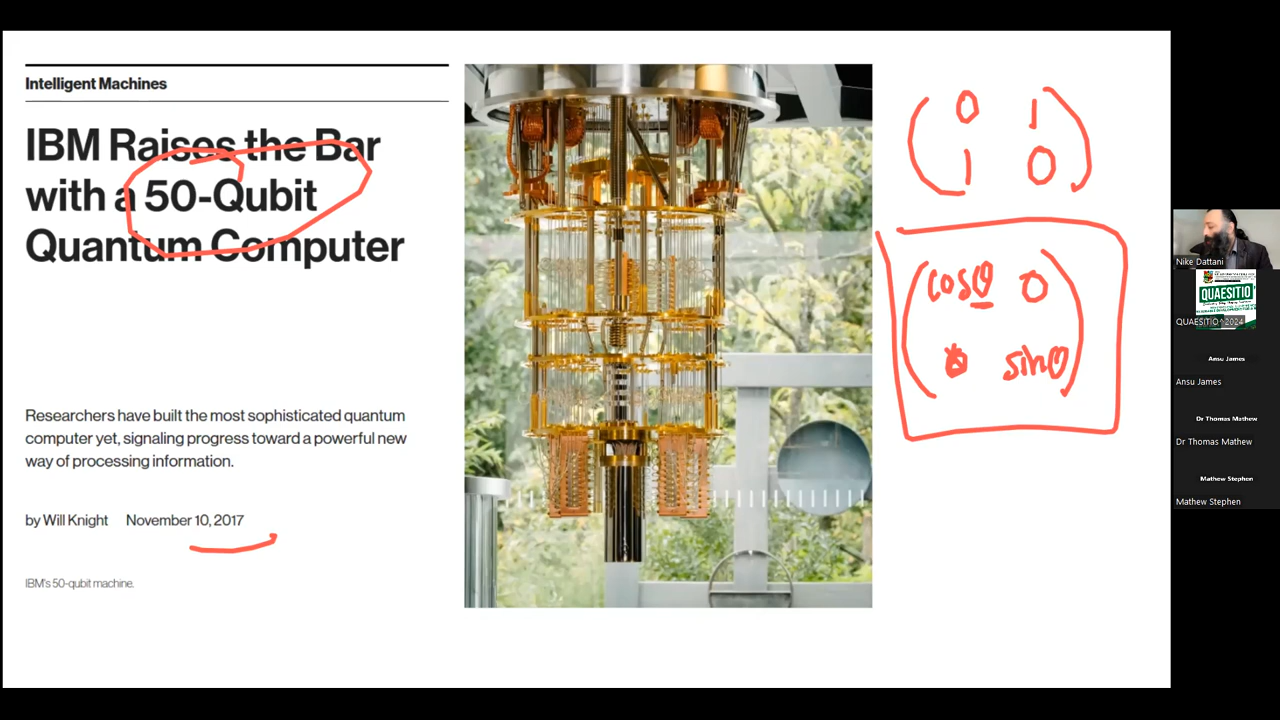 Intelligent Machines
IBM Raises the Bar
with a 50-Qubit
Quantum Computer
Researchers have built the most sophisticated quantum
computer yet, signaling progress toward a powerful new
way of processing information.
by Will Knight November 10, 2017
IBM's 50-qubit machine.
0 1
1 0
cosθ 0
0 sinθ
Nike Dattani
QUAESITIO
QUAESITIO 2024
Ansu James
Ansu James
Dr Thomas Mathew
Dr Thomas Mathew
Mathew Stephen
Mathew Stephen